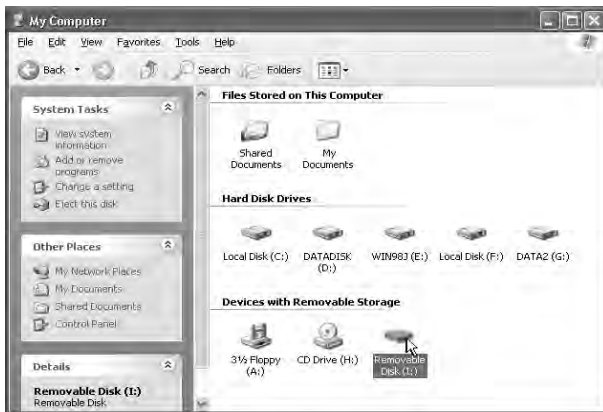 My Computer
File Edit View Favorites Tools Help
Back Search Folders
System Tasks
View system
information
Add or remove
programs
Change a setting
Eject this disk
Other Places
My Network Places
My Documents
Shared Documents
Control Panel
Details
Removable Disk (I:)
Removable Disk
Files Stored on This Computer
Shared
Documents
My
Documents
Hard Disk Drives
Local Disk (C:) DATADISK
(D:)
WIN98J (E:) Local Disk (F:) DATA2 (G:)
Devices with Removable Storage
3½ Floppy
(A:)
CD Drive (H:)
Removable
Disk (I:)